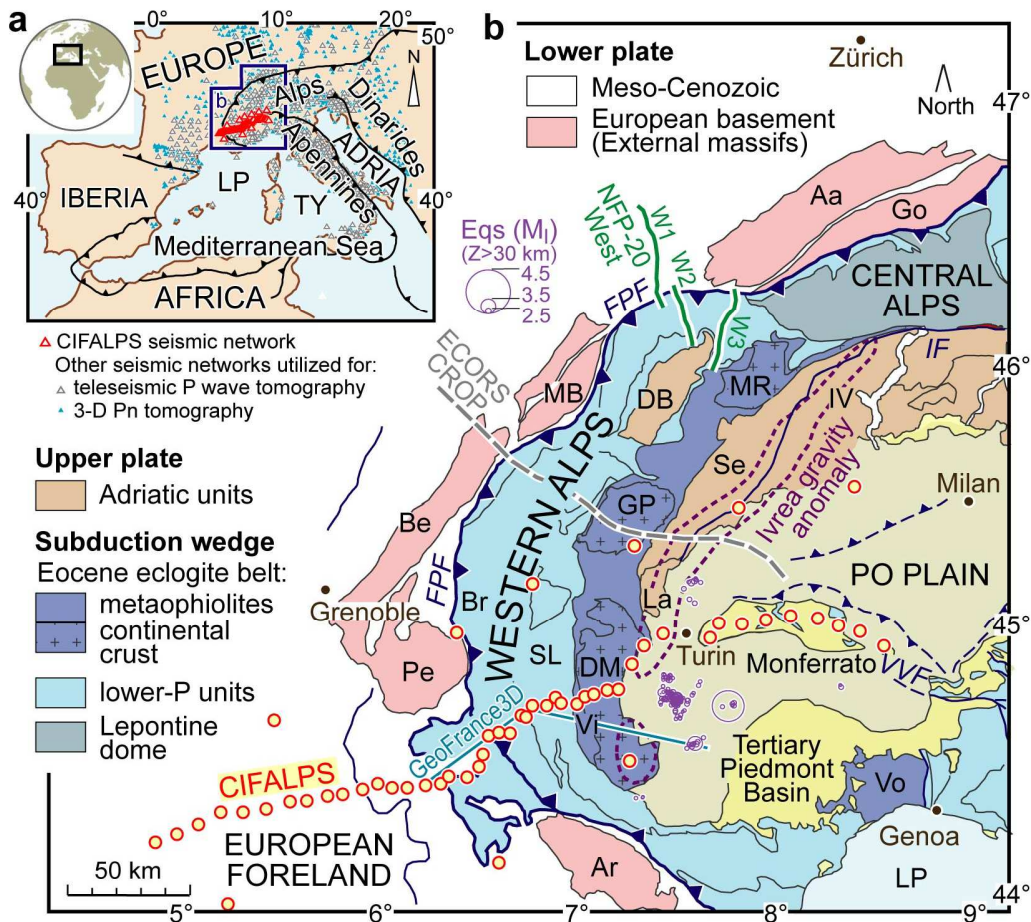 a
0°
10°
20°
50°
EUROPE
N
b
Alps
Dinarides
ADRIA
Apennines
IBERIA
LP
TY
40°
40°
Mediterranean Sea
AFRICA
0°
10°
CIFALPS seismic network
Other seismic networks utilized for:
teleseismic P wave tomography
3-D Pn tomography
Upper plate
Adriatic units
Subduction wedge
Eocene eclogite belt:
metaophiolites
continental
crust
lower-P units
Lepontine
dome
b
Lower plate
Meso-Cenozoic
European basement
(External massifs)
Zürich
North
47°
Eqs (Ml)
(Z>30 km)
4.5
3.5
2.5
NFP-20
West
W1
W2
W3
Aa
Go
FPF
CENTRAL
ALPS
IF
46°
ECORS
CROP
MB
DB
MR
IV
Se
Ivrea gravity
anomaly
Milan
WESTERN ALPS
GP
Be
FPF
Grenoble
Br
La
PO PLAIN
45°
Pe
SL
DM
Turin
Monferrato
VVF
GeoFrance3D
Vi
Tertiary
Piedmont
Basin
Vo
CIFALPS
Genoa
EUROPEAN
FORELAND
50 km
Ar
LP
5°
6°
7°
8°
9°
44°